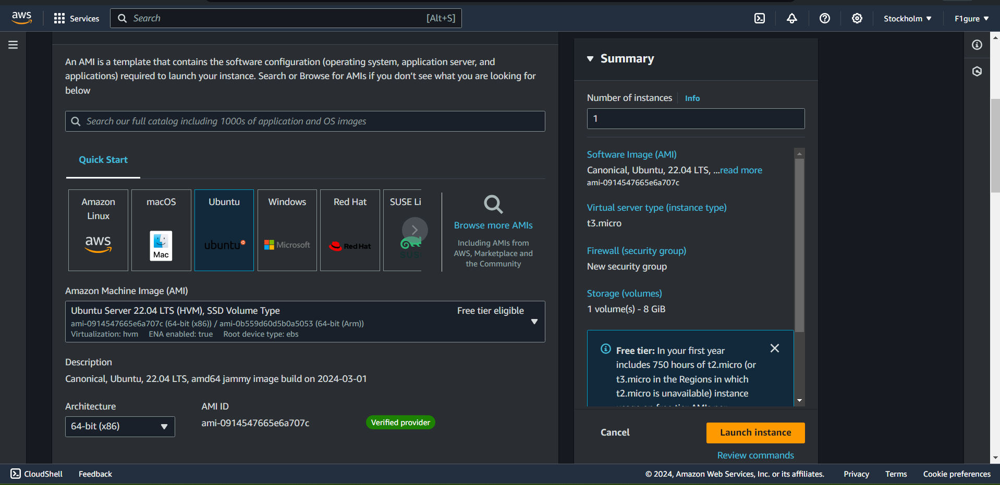 aws
Services
Search
[Alt+S]
Stockholm
F1gure
An AMI is a template that contains the software configuration (operating system, application server, and
applications) required to launch your instance. Search or Browse for AMIs if you don’t see what you are looking for
below
Search our full catalog including 1000s of application and OS images
Quick Start
Amazon
Linux
aws
macOS
Mac
Ubuntu
ubuntu
Windows
Microsoft
Red Hat
Red Hat
SUSE Li
Browse more AMIs
Including AMIs from
AWS, Marketplace and
the Community
Amazon Machine Image (AMI)
Ubuntu Server 22.04 LTS (HVM), SSD Volume Type
Free tier eligible
ami-0914547665e6a707c (64-bit (x86)) / ami-0b559d60d5b0a5053 (64-bit (Arm))
Virtualization: hvm ENA enabled: true Root device type: ebs
Description
Canonical, Ubuntu, 22.04 LTS, amd64 jammy image build on 2024-03-01
Architecture
64-bit (x86)
AMI ID
ami-0914547665e6a707c
Verified provider
Summary
Number of instances
Info
1
Software Image (AMI)
Canonical, Ubuntu, 22.04 LTS, ...read more
ami-0914547665e6a707c
Virtual server type (instance type)
t3.micro
Firewall (security group)
New security group
Storage (volumes)
1 volume(s) - 8 GiB
Free tier: In your first year
includes 750 hours of t2.micro (or
t3.micro in the Regions in which
t2.micro is unavailable) instance
Cancel
Launch instance
Review commands
CloudShell
Feedback
© 2024, Amazon Web Services, Inc. or its affiliates.
Privacy
Terms
Cookie preferences